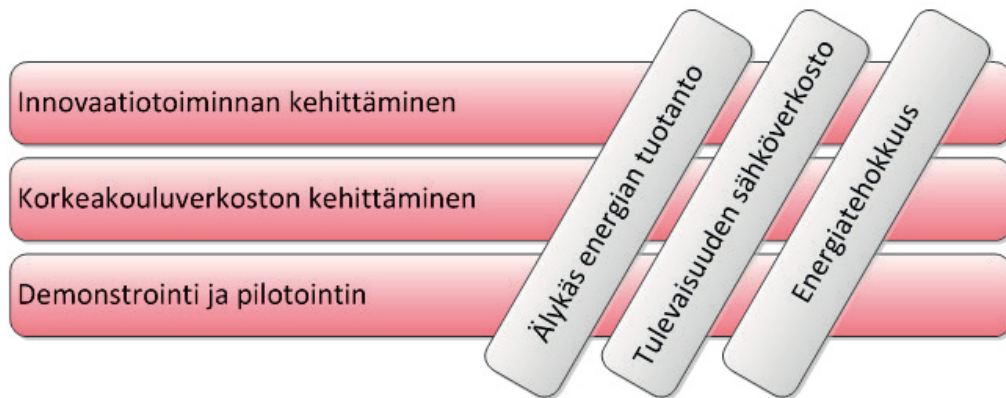 Innovaatiotoiminnan kehittäminen
Korkeakouluverkoston kehittäminen
Demonstrointi ja pilotointin
Älykäs energian tuotanto
Tulevaisuuden sähköverkosto
Energiatehokkuus